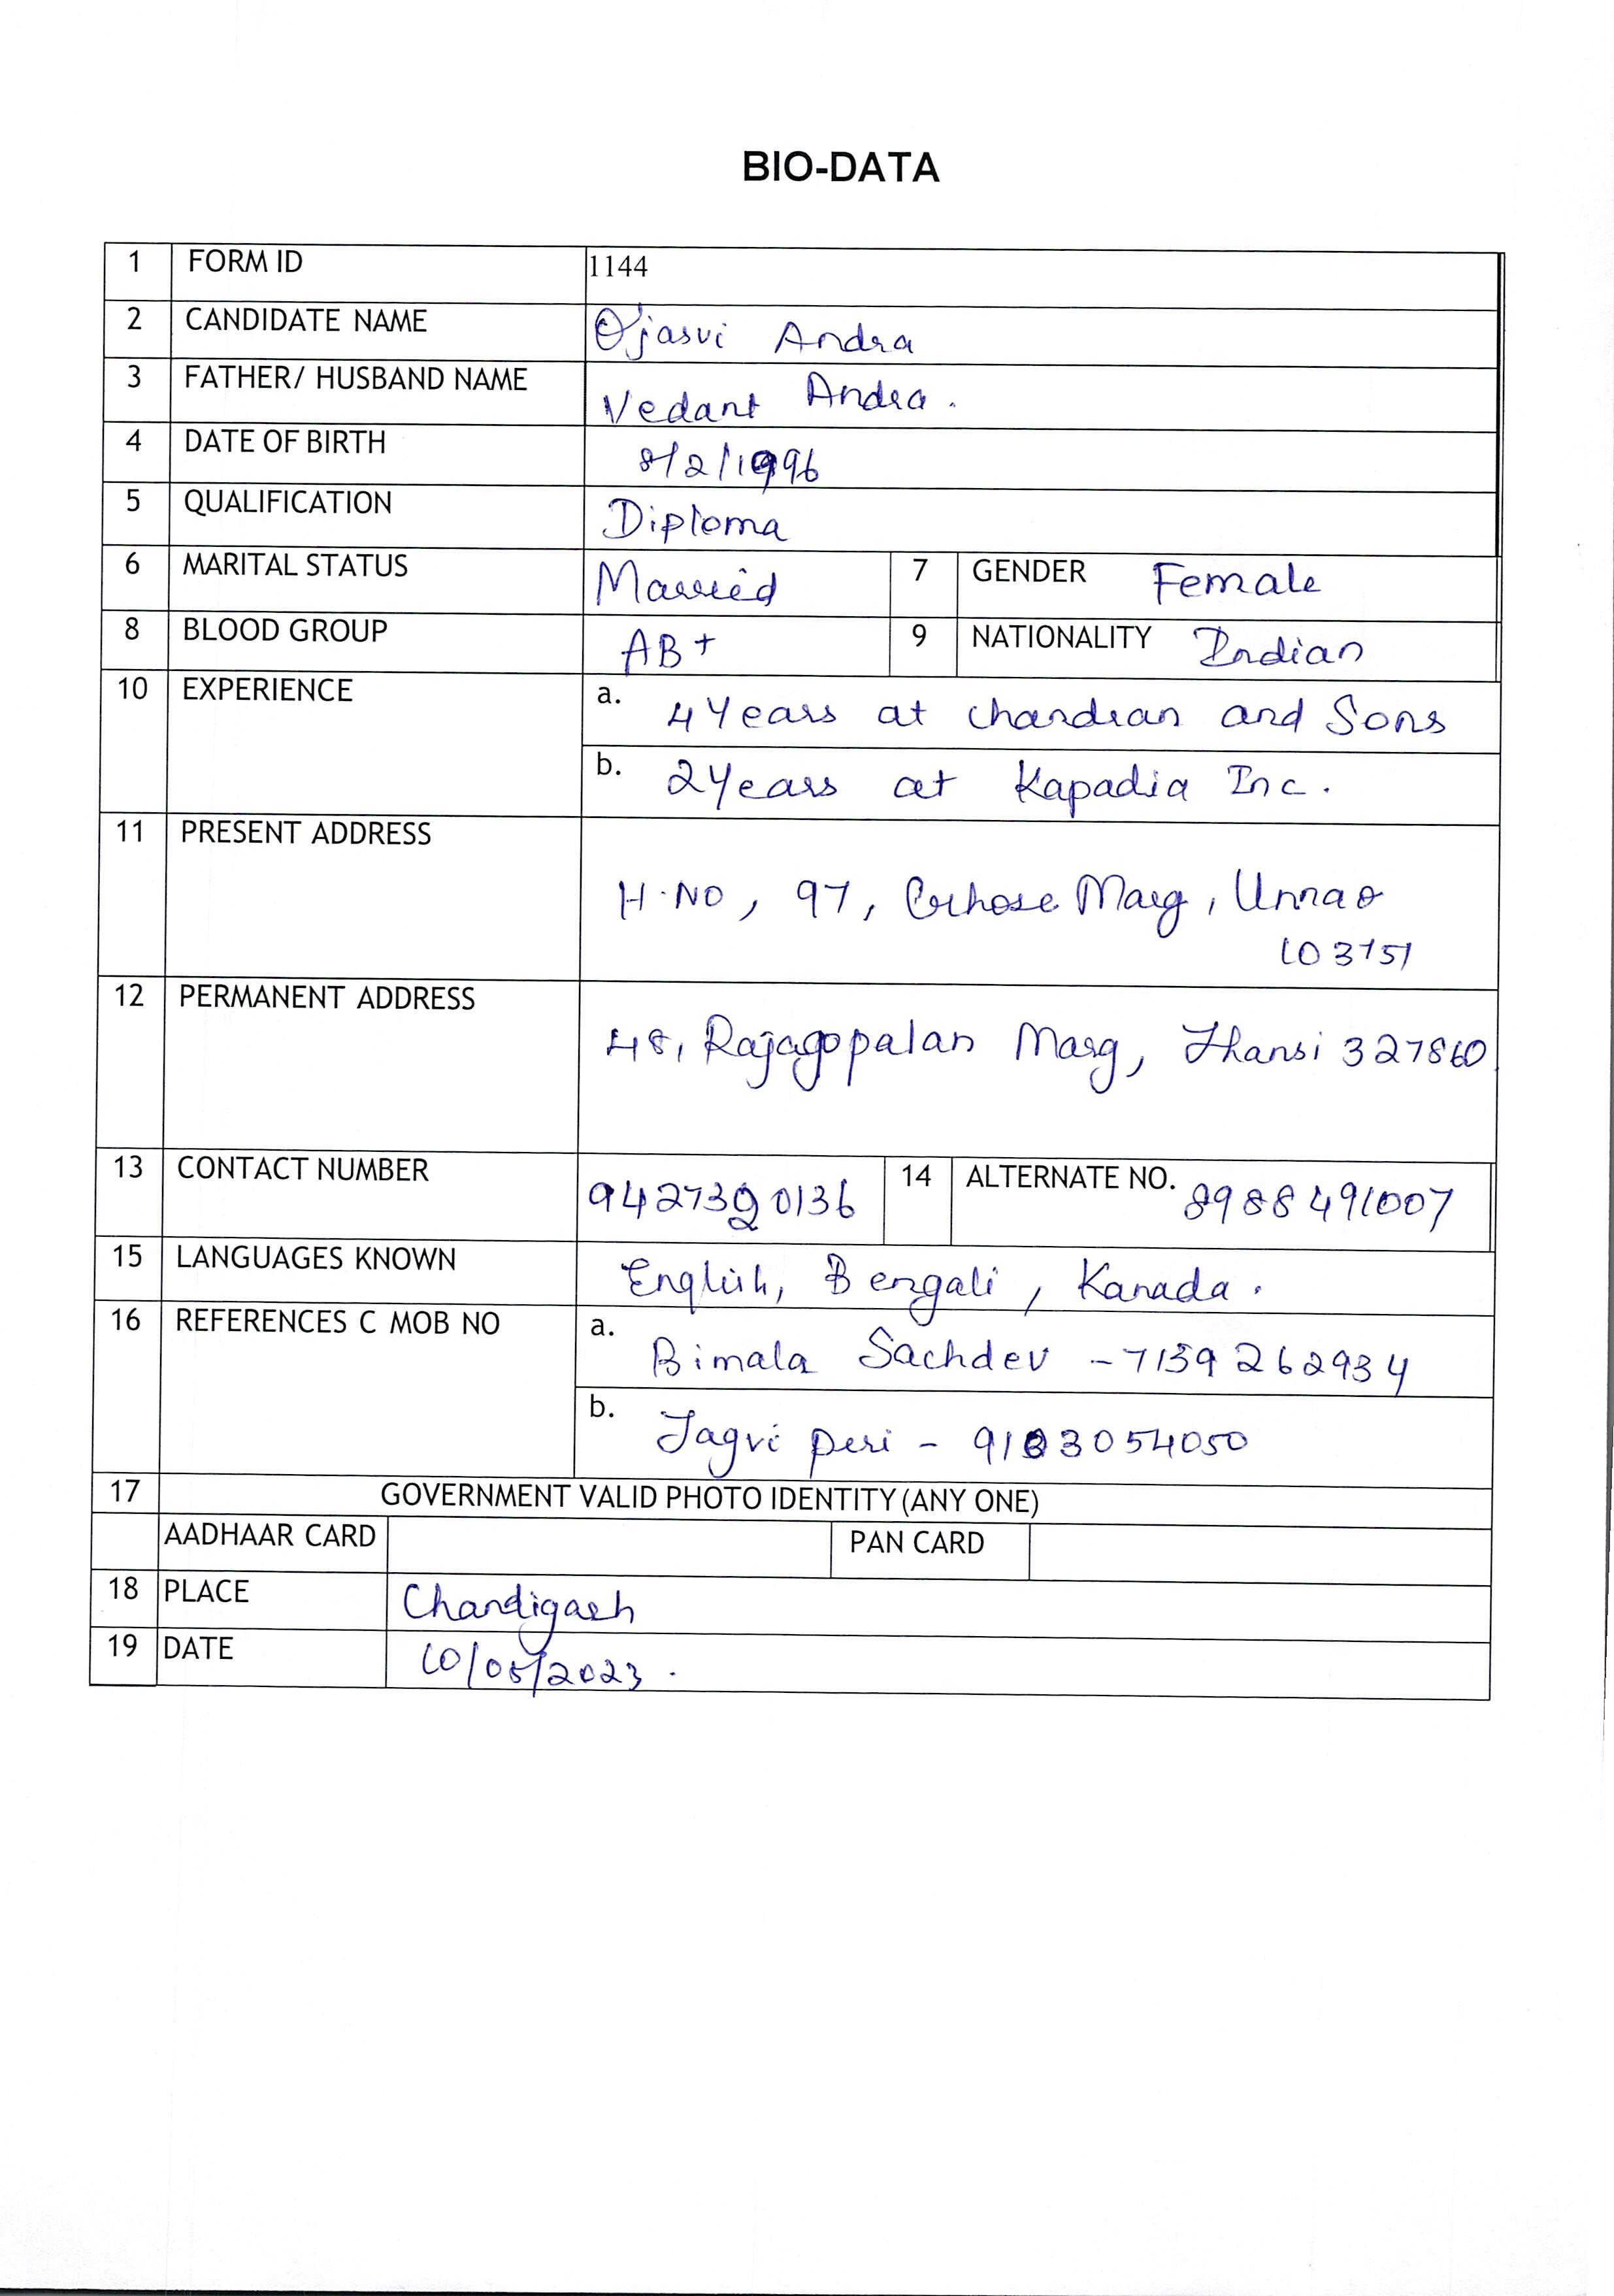 BIO-DATA
1 FORM ID 1144
2 CANDIDATE NAME Ojasvi Andra
3 FATHER/ HUSBAND NAME Vedant Andra.
4 DATE OF BIRTH 8/2/1996
5 QUALIFICATION Diploma
6 MARITAL STATUS Married 7 GENDER Female
8 BLOOD GROUP AB+ 9 NATIONALITY Indian
10 EXPERIENCE a. 4 Years at Chandran and Sons
b. 2 Years at Kapadia Inc.
11 PRESENT ADDRESS
H.NO, 97, Ghose Marg, Unnao
103751
12 PERMANENT ADDRESS
48, Rajagopalan Marg, Jhansi 327860
13 CONTACT NUMBER 14 ALTERNATE NO. 8988491007
15 LANGUAGES KNOWN English, Bengali, Kanada.
16 REFERENCES C MOB NO a. Bimala Sachdev - 7139262934
b. Jagvi Peri -
17 GOVERNMENT VALID PHOTO IDENTITY (ANY ONE)
AADHAAR CARD PAN CARD
18 PLACE Chandigarh
19 DATE 10/05/2023.